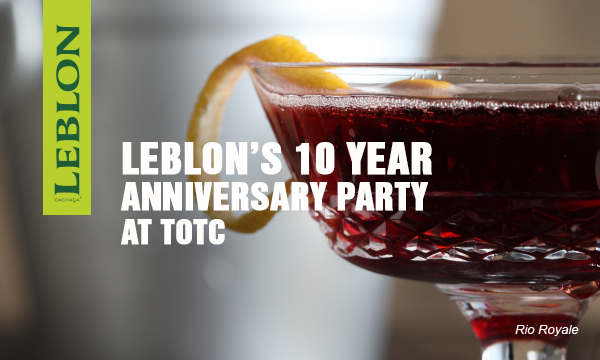 LEBLON
CACHAÇA
LEBLON'S 10 YEAR
ANNIVERSARY PARTY
AT TOTC
Rio Royale